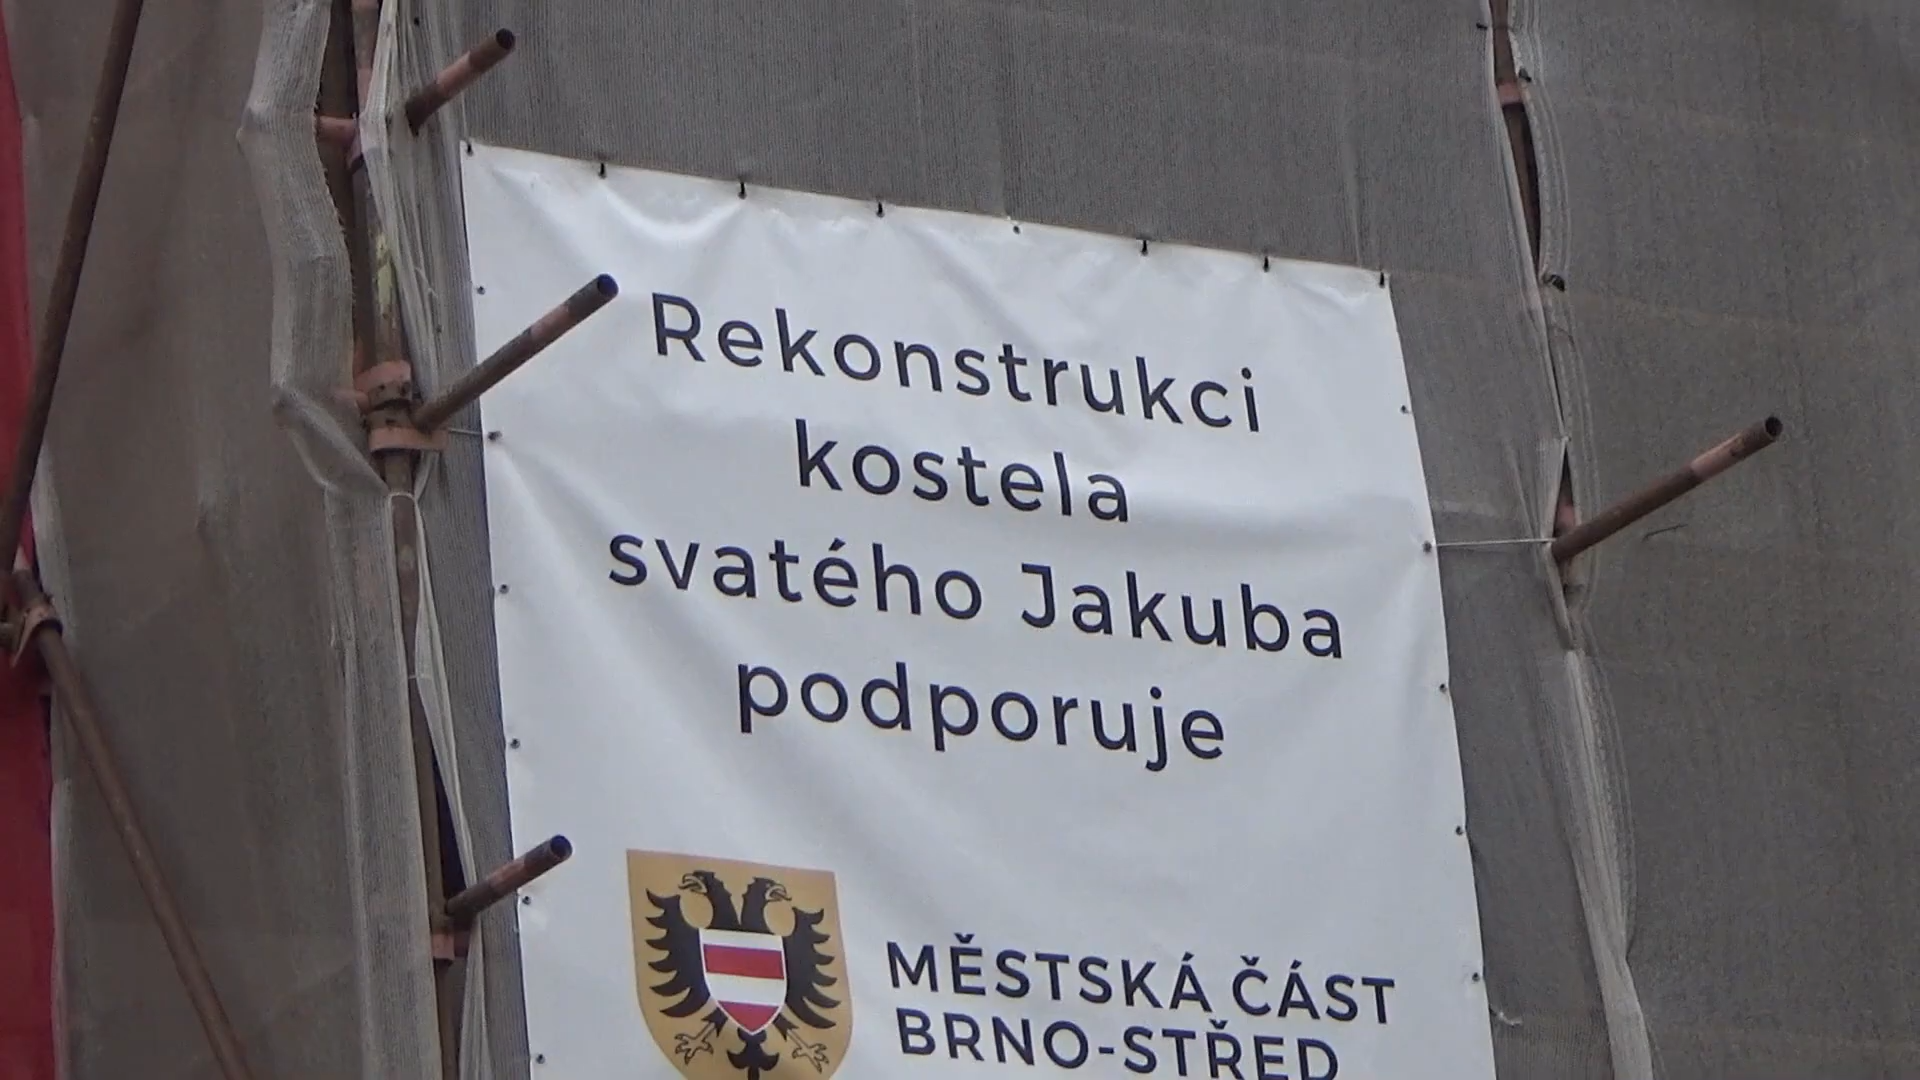 Rekonstrukci
kostela
svatého Jakuba
podporuje
MĚSTSKÁ ČÁST
BRNO-STŘED